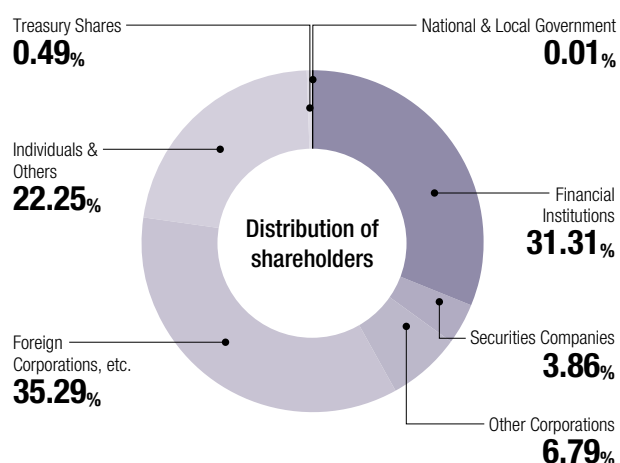 Treasury Shares
0.49%
National & Local Government
0.01%
Individuals &
Others
22.25%
Financial
Institutions
31.31%
Distribution of
shareholders
Foreign
Corporations, etc.
35.29%
Securities Companies
3.86%
Other Corporations
6.79%